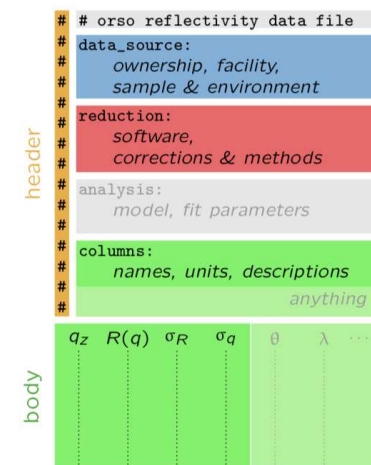 header
# # orso reflectivity data file
# data_source:
# ownership, facility,
# sample & environment
#
# reduction:
# software,
# corrections & methods
#
# analysis:
# model, fit parameters
#
# columns:
# names, units, descriptions
# anything
body
q_z R(q) σ_R σ_q θ λ ...